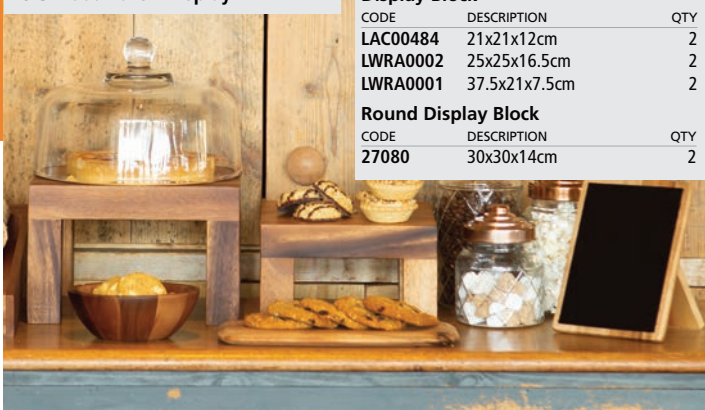 CODE DESCRIPTION QTY
LAC00484 21x21x12cm 2
LWRA0002 25x25x16.5cm 2
LWRA0001 37.5x21x7.5cm 2
Round Display Block
CODE DESCRIPTION QTY
27080 30x30x14cm 2